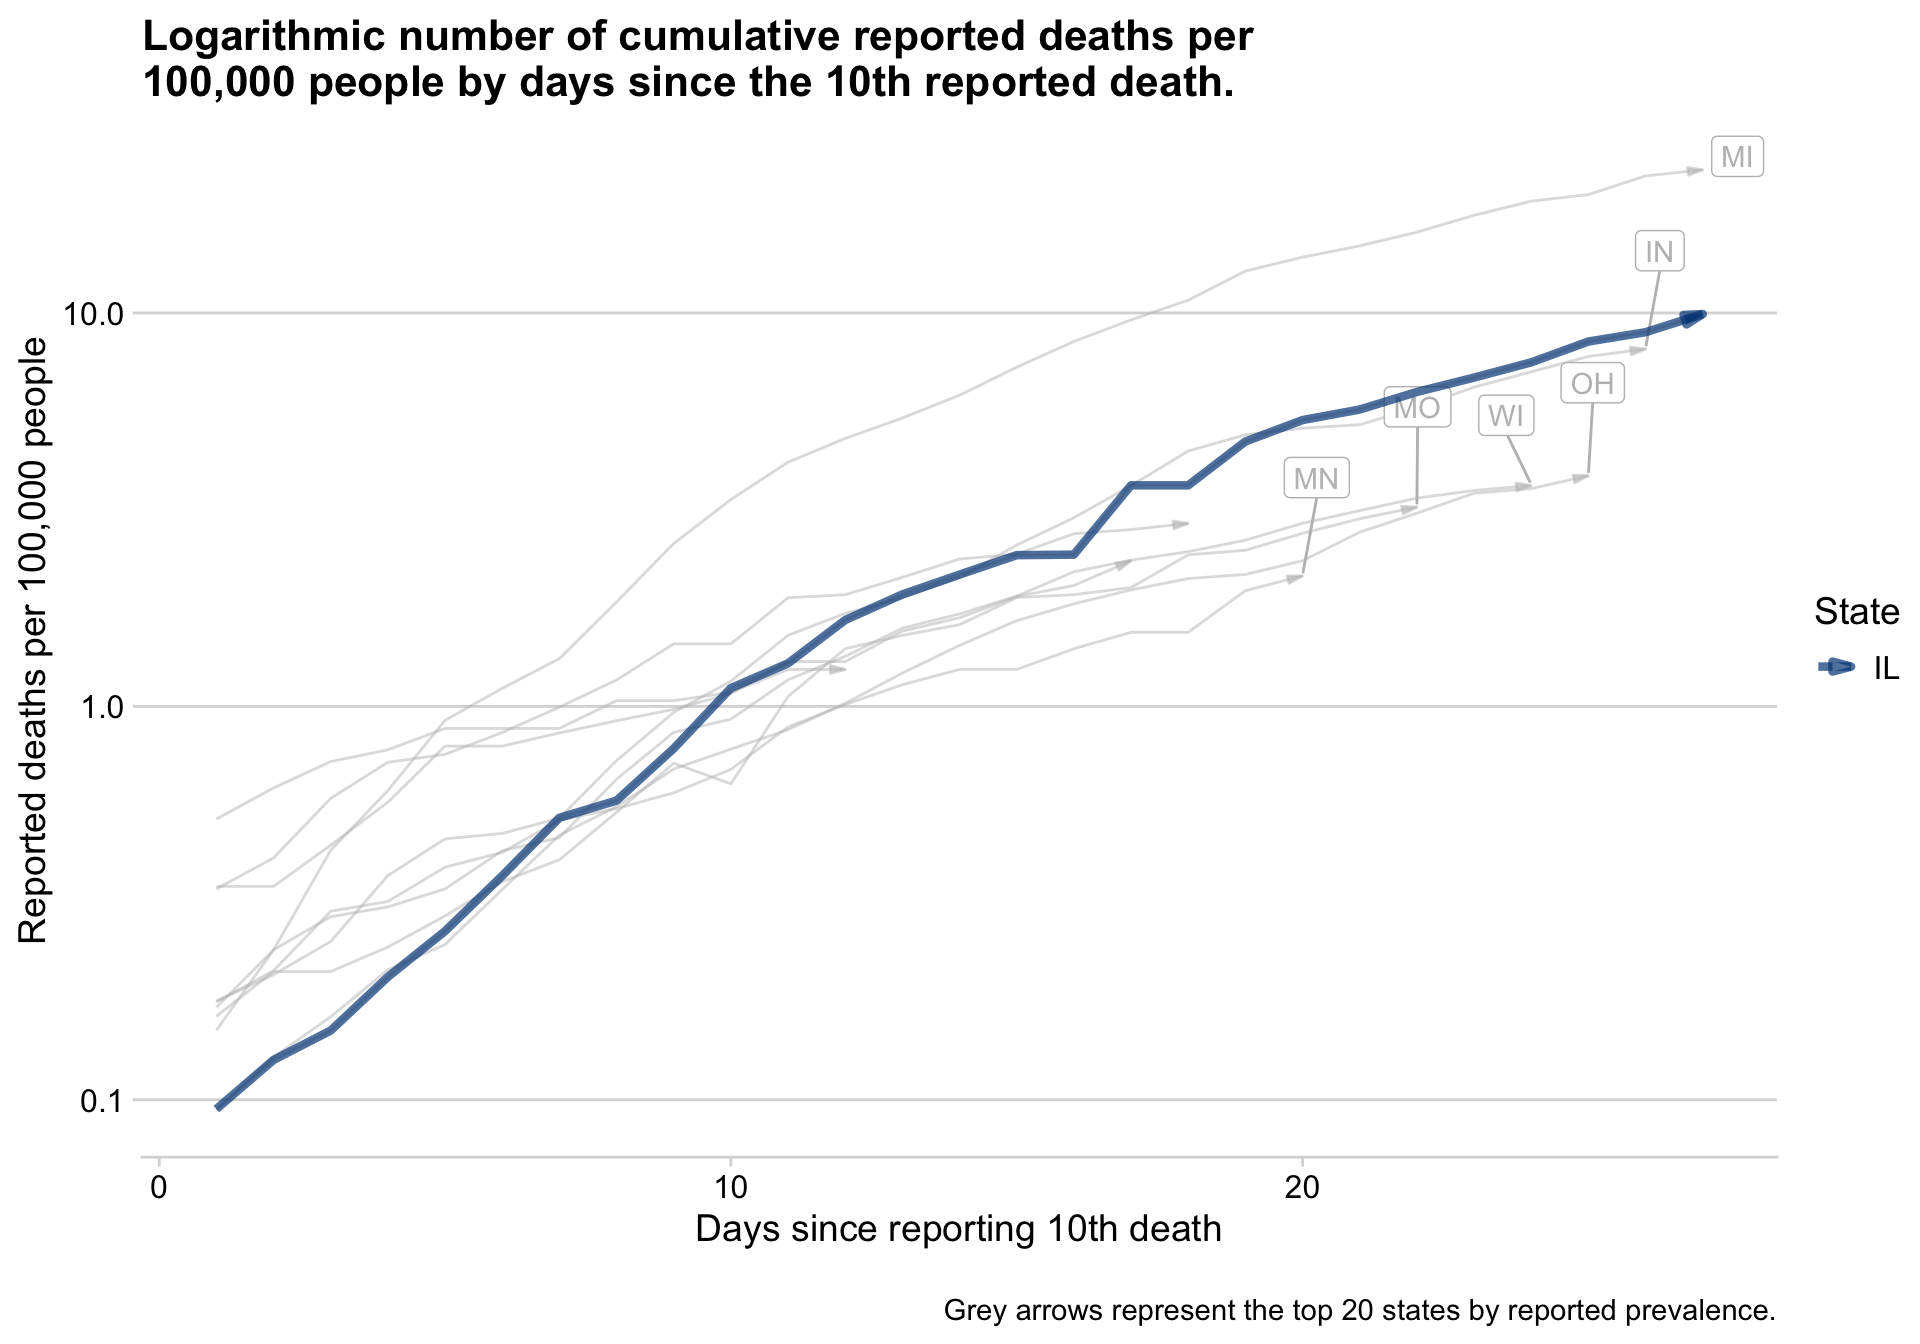 Logarithmic number of cumulative reported deaths per
100,000 people by days since the 10th reported death.
MI
IN
10.0
OH
MO
WI
MN
Reported deaths per 100,000 people
State
IL
1.0
0.1
0
10
20
Days since reporting 10th death
Grey arrows represent the top 20 states by reported prevalence.